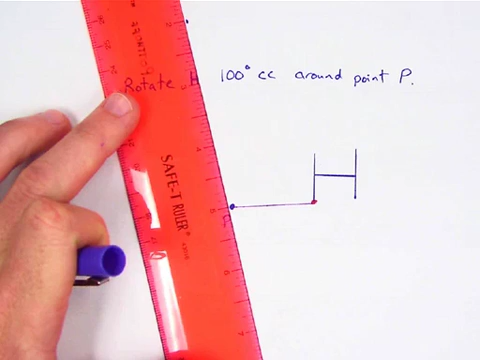 Rotate H 100° cc around point P.
SAFE-T RULER
H